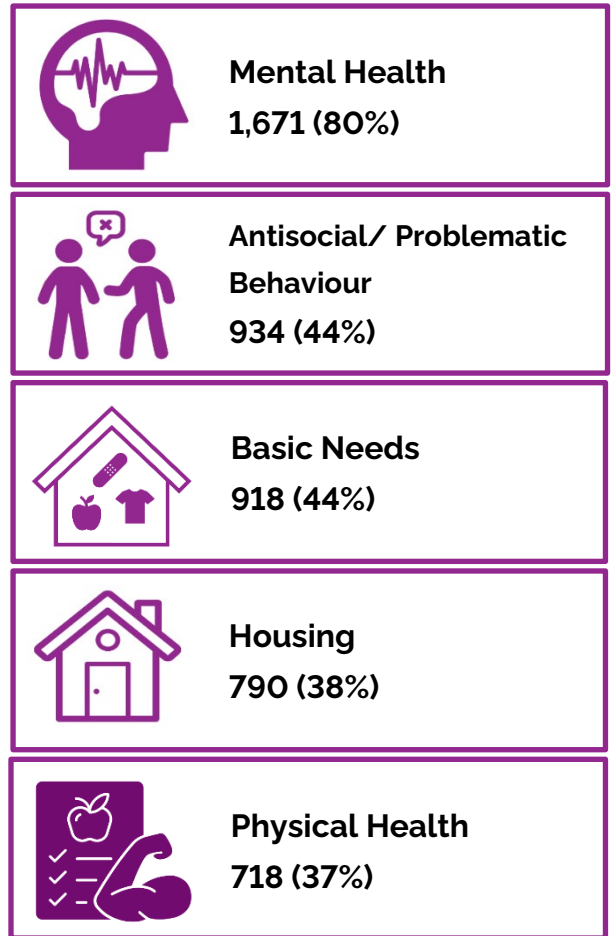 Mental Health
1,671 (80%)
Antisocial/ Problematic
Behaviour
934 (44%)
Basic Needs
918 (44%)
Housing
790 (38%)
Physical Health
718 (37%)